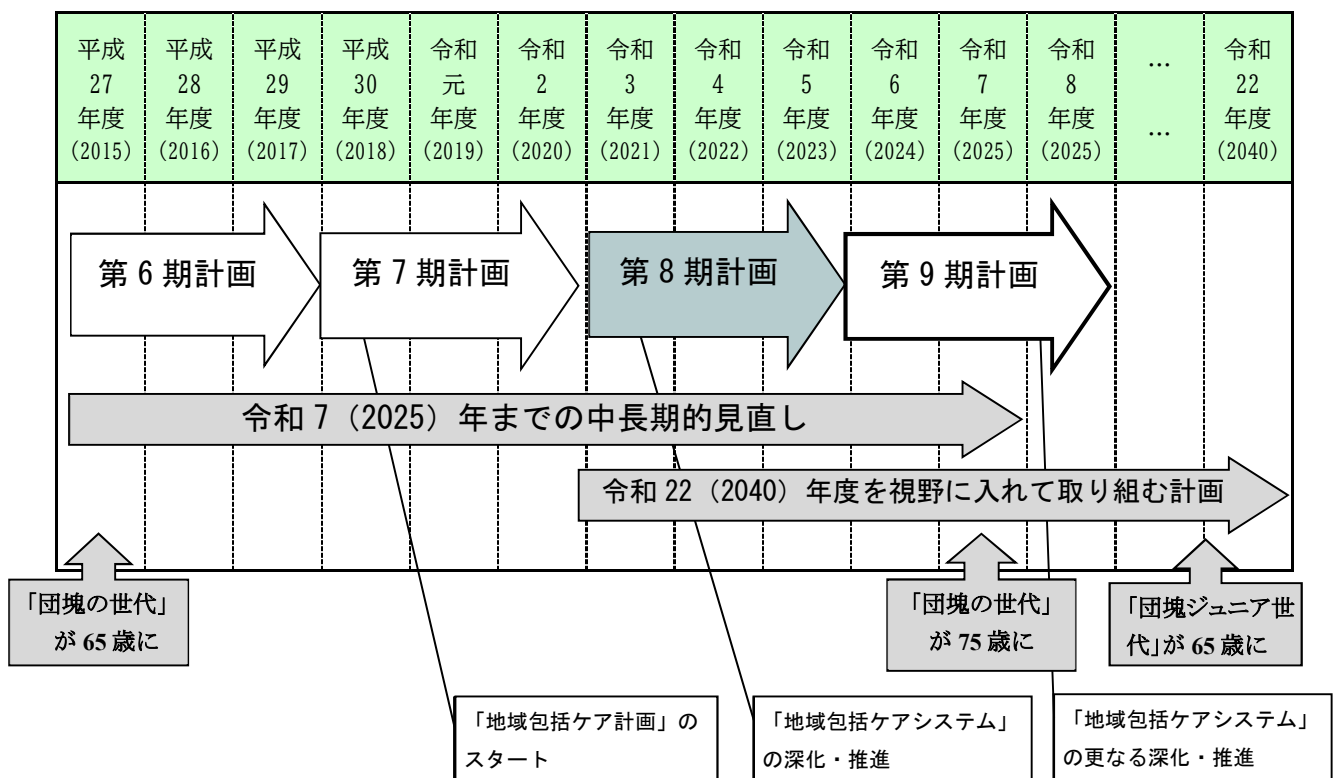 平成
27
年度
(2015)
平成
28
年度
(2016)
平成
29
年度
(2017)
平成
30
年度
(2018)
令和
元
年度
(2019)
令和
2
年度
(2020)
令和
3
年度
(2021)
令和
4
年度
(2022)
令和
5
年度
(2023)
令和
6
年度
(2024)
令和
7
年度
(2025)
令和
8
年度
(2025)
…
…
令和
22
年度
(2040)
第6期計画
第7期計画
第8期計画
第9期計画
令和7（2025）年までの中長期的見直し
令和22（2040）年度を視野に入れて取り組む計画
「団塊の世代」
が65歳に
「団塊の世代」
が75歳に
「団塊ジュニア世
代」が65歳に
「地域包括ケア計画」の
スタート
「地域包括ケアシステム」
の深化・推進
「地域包括ケアシステム」
の更なる深化・推進